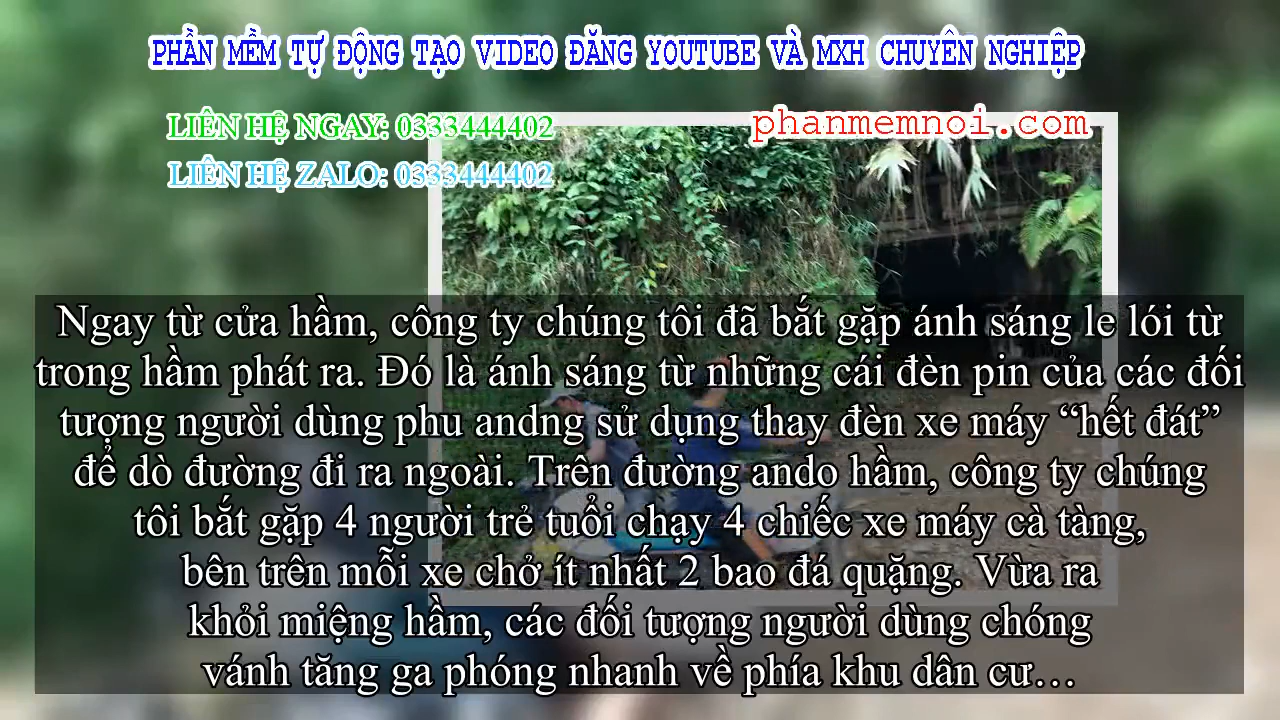 PHẦN MỀM TỰ ĐỘNG TẠO VIDEO ĐĂNG YOUTUBE VÀ MXH CHUYÊN NGHIỆP
LIÊN HỆ NGAY: 0333444402
phanmemnoi.com
LIÊN HỆ ZALO: 0333444402
Ngay từ cửa hầm, công ty chúng tôi đã bắt gặp ánh sáng le lói từ
trong hầm phát ra. Đó là ánh sáng từ những cái đèn pin của các đối
tượng người dùng phu andng sử dụng thay đèn xe máy “hết đát”
để dò đường đi ra ngoài. Trên đường ando hầm, công ty chúng
tôi bắt gặp 4 người trẻ tuổi chạy 4 chiếc xe máy cà tàng,
bên trên mỗi xe chở ít nhất 2 bao đá quặng. Vừa ra
khỏi miệng hầm, các đối tượng người dùng chóng
vánh tăng ga phóng nhanh về phía khu dân cư…